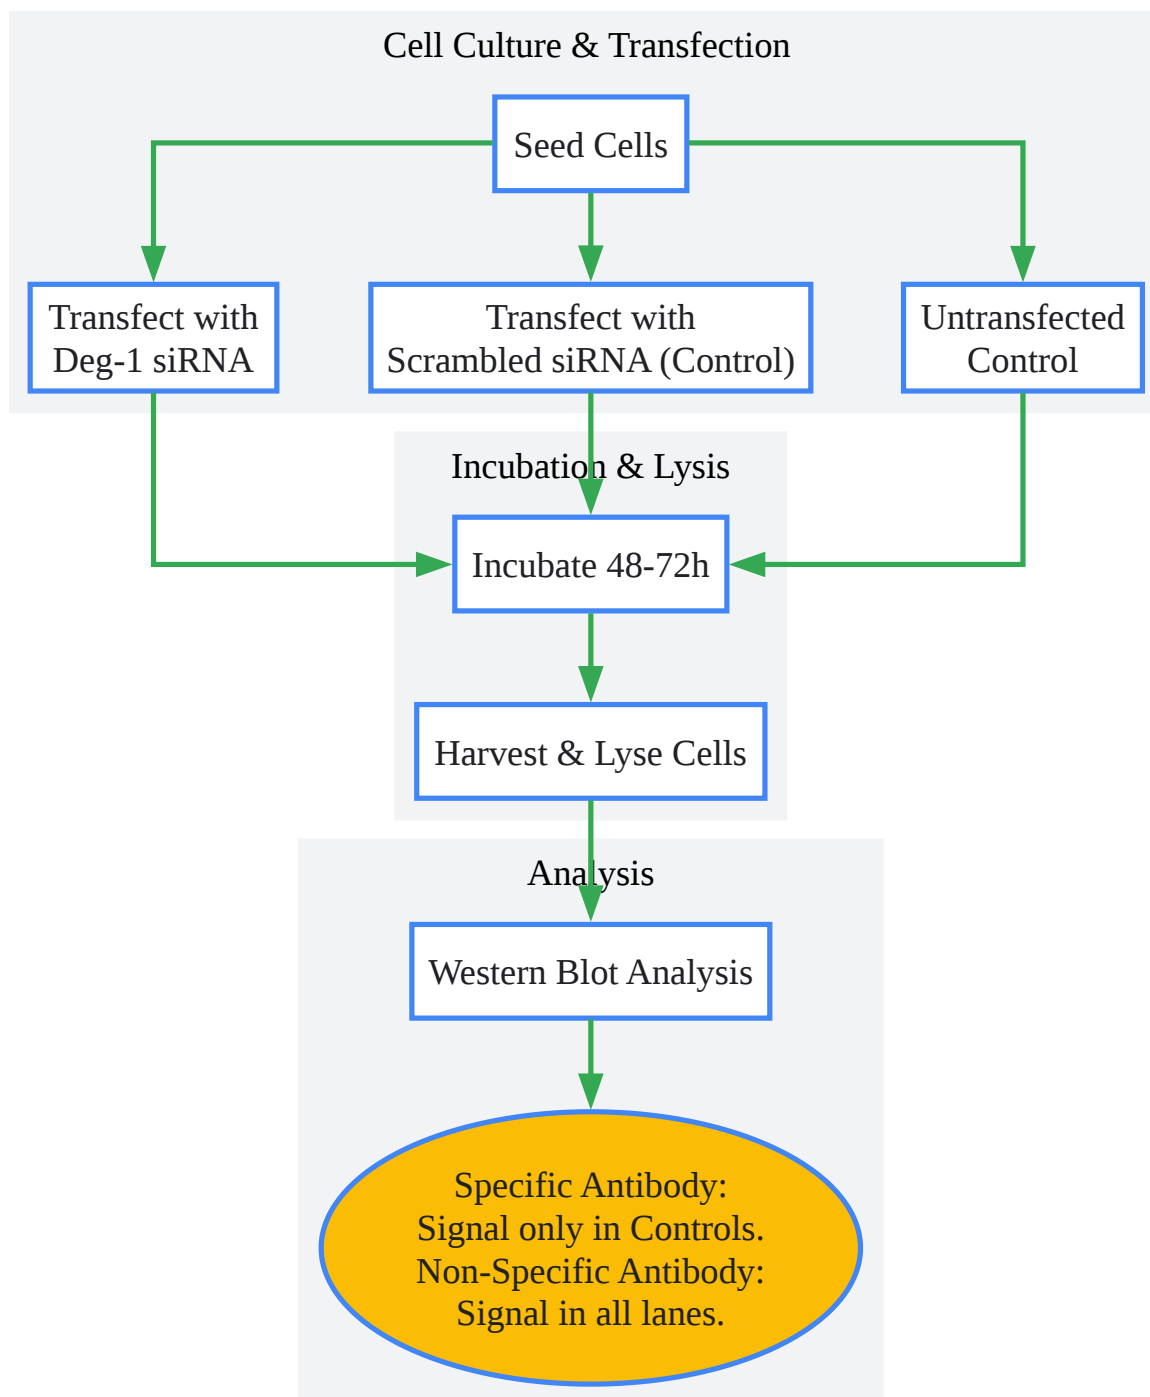 Cell Culture & Transfection
Seed Cells
Transfect with
Deg-1 siRNA
Transfect with
Scrambled siRNA (Control)
Untransfected
Control
Incubation & Lysis
Incubate 48-72h
Harvest & Lyse Cells
Analysis
Western Blot Analysis
Specific Antibody:
Signal only in Controls.
Non-Specific Antibody:
Signal in all lanes.